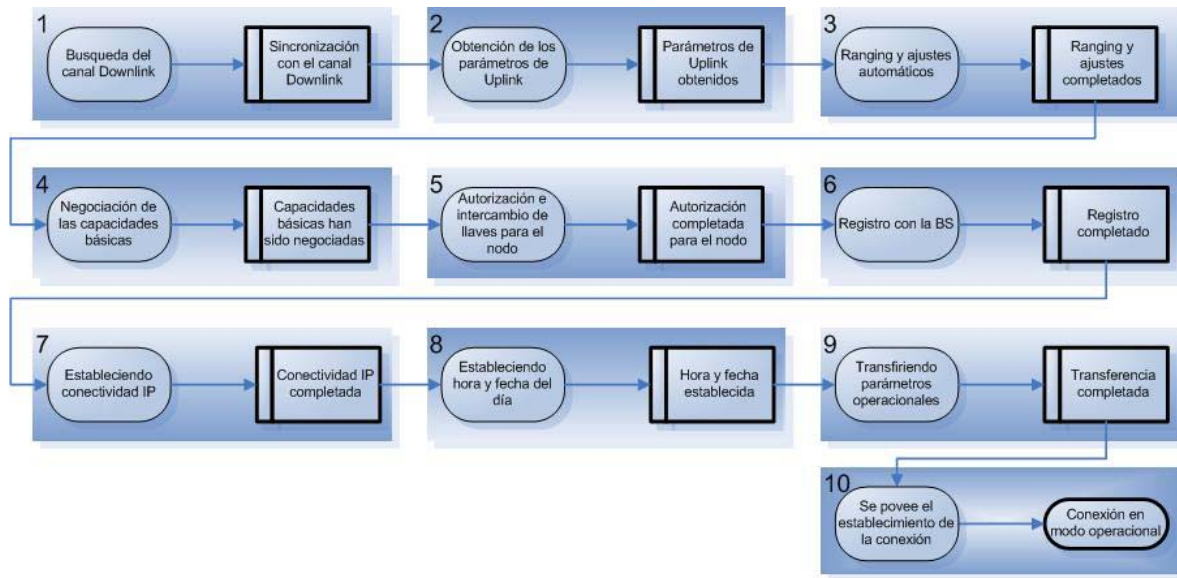 1
Busqueda del
canal Downlink
Sincronización
con el canal
Downlink
2
Obtención de los
parámetros de
Uplink
Parámetros de
Uplink
obtenidos
3
Ranging y ajustes
automáticos
Ranging y
ajustes
completados
4
Negociación de
las capacidades
básicas
Capacidades
básicas han
sido negociadas
5
Autorización e
intercambio de
llaves para el
nodo
Autorización
completada
para el nodo
6
Registro con la BS
Registro
completado
7
Estableciendo
conectividad IP
Conectividad IP
completada
8
Estableciendo
hora y fecha del
día
Hora y fecha
establecida
9
Transfiriendo
parámetros
operacionales
Transferencia
completada
10
Se povee el
establecimiento de
la conexión
Conexión en
modo operacional